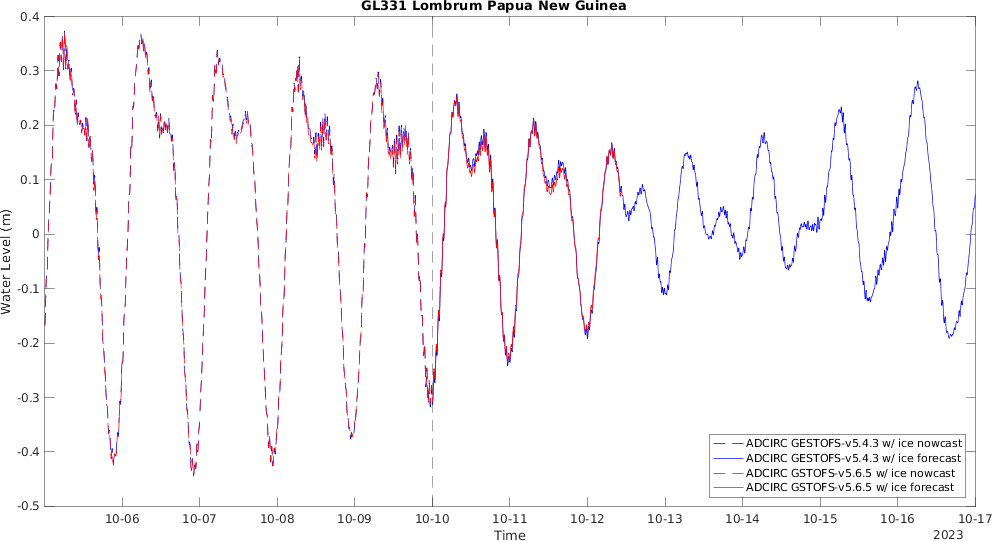 GL331 Lombrum Papua New Guinea
0.4
0.3
0.2
0.1
0
-0.1
-0.2
-0.3
-0.4
-0.5
Water Level (m)
ADCIRC GESTOFS-v5.4.3 w/ ice nowcast
ADCIRC GESTOFS-v5.4.3 w/ ice forecast
ADCIRC GSTOFS-v5.6.5 w/ ice nowcast
ADCIRC GSTOFS-v5.6.5 w/ ice forecast
10-06 10-07 10-08 10-09 10-10 10-11 10-12 10-13 10-14 10-15 10-16 10-17
Time
2023